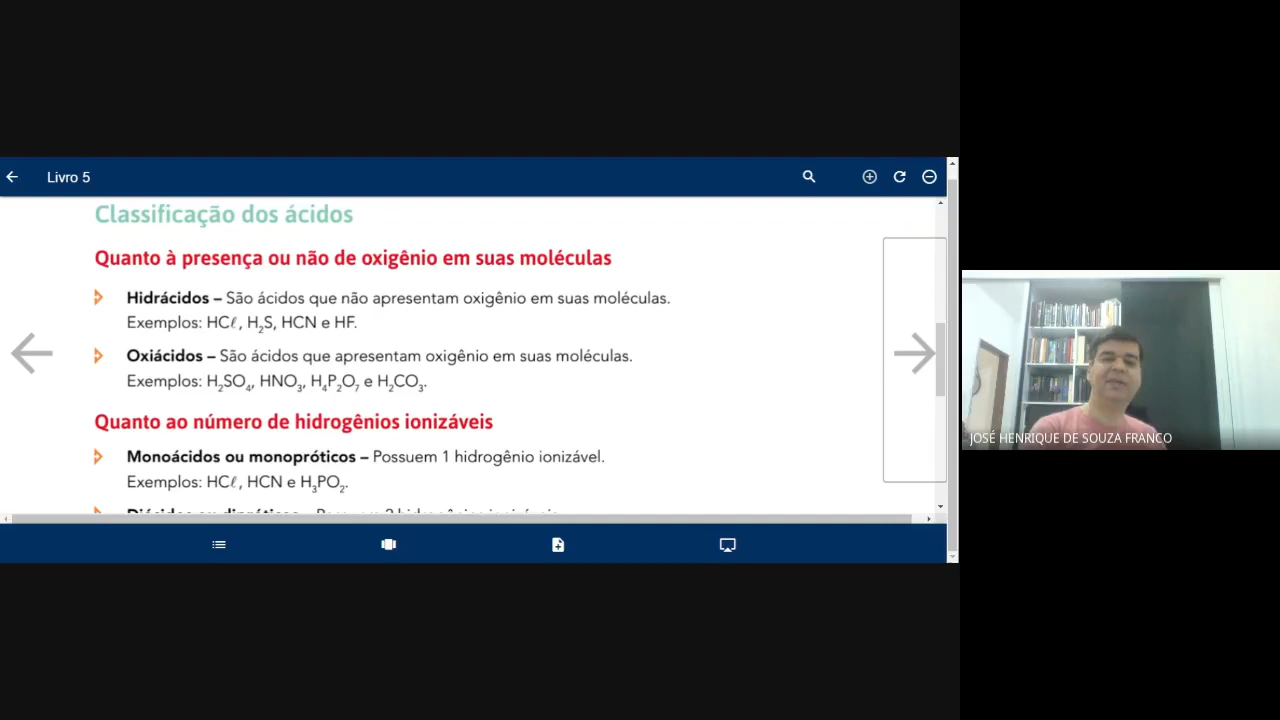 Livro 5
Classificação dos ácidos
Quanto à presença ou não de oxigênio em suas moléculas
Hidrácidos – São ácidos que não apresentam oxigênio em suas moléculas.
Exemplos: HCℓ, H₂S, HCN e HF.
Oxiácidos – São ácidos que apresentam oxigênio em suas moléculas.
Exemplos: H₂SO₄, HNO₃, H₄P₂O₇ e H₂CO₃.
Quanto ao número de hidrogênios ionizáveis
Monoácidos ou monopróticos – Possuem 1 hidrogênio ionizável.
Exemplos: HCℓ, HCN e H₃PO₂.
JOSÉ HENRIQUE DE SOUZA FRANCO